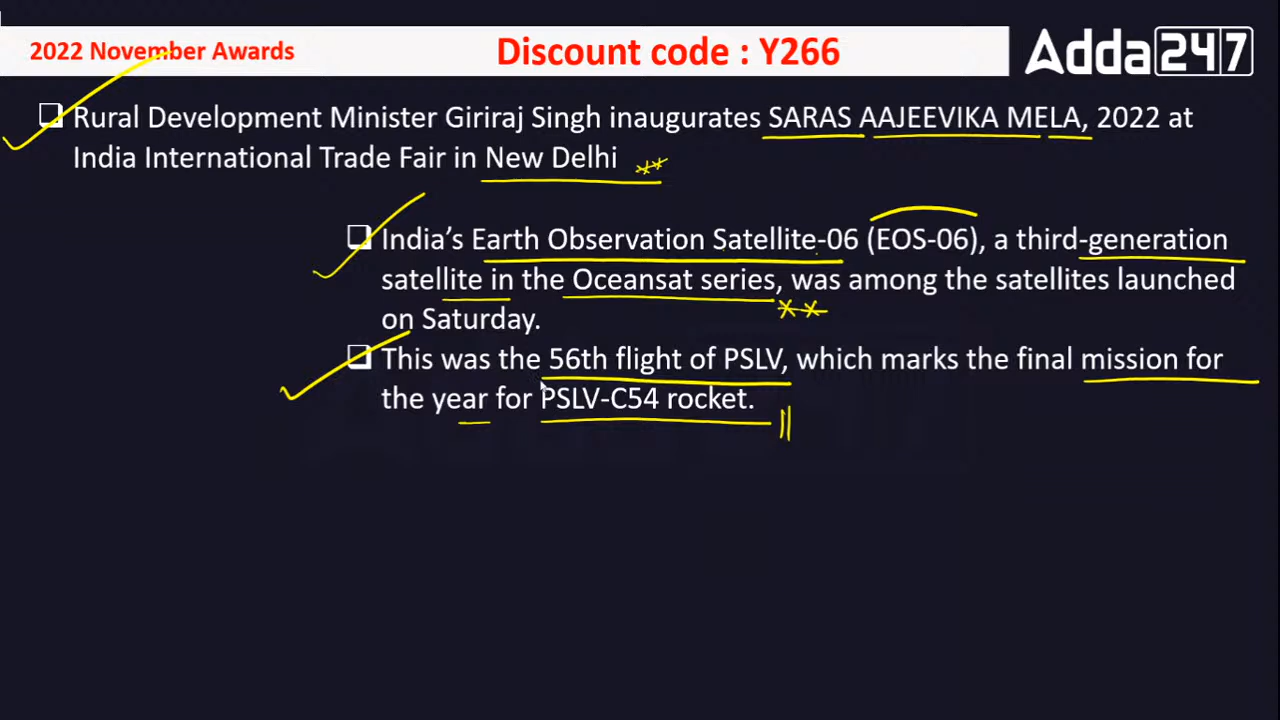 2022 November Awards
Discount code : Y266
Adda247
Rural Development Minister Giriraj Singh inaugurates SARAS AAJEEVIKA MELA, 2022 at
India International Trade Fair in New Delhi
India’s Earth Observation Satellite-06 (EOS-06), a third-generation
satellite in the Oceansat series, was among the satellites launched
on Saturday.
This was the 56th flight of PSLV, which marks the final mission for
the year for PSLV-C54 rocket.